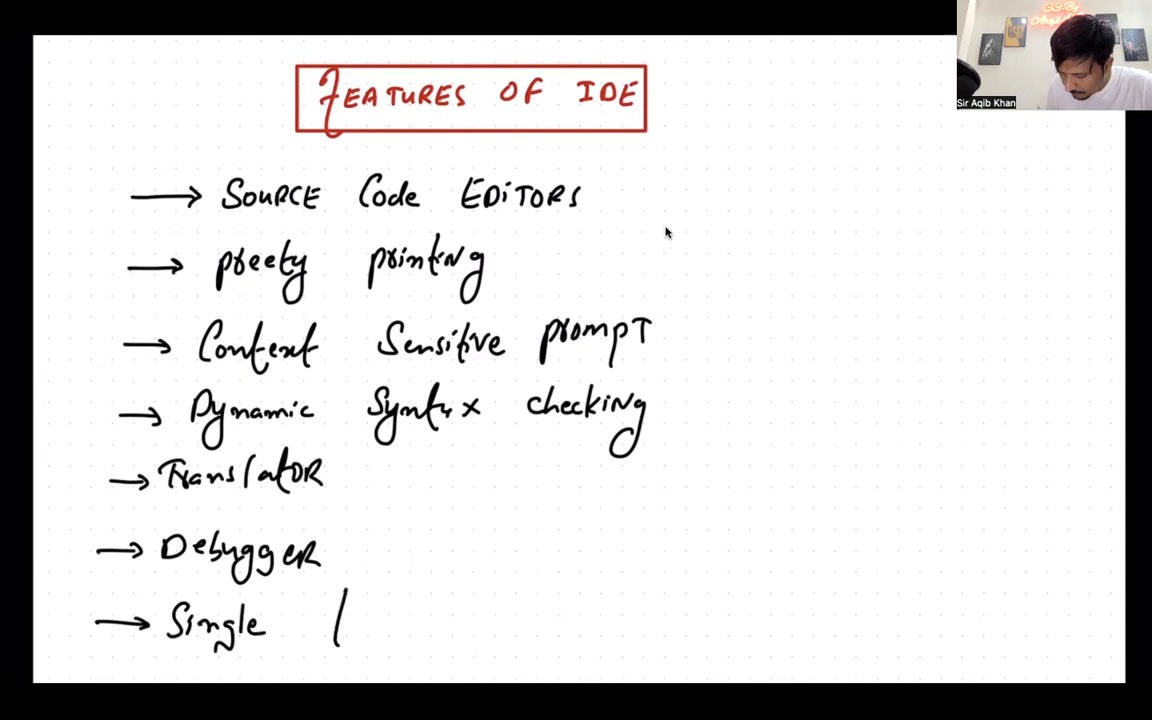 FEATURES OF IDE
→ SOURCE Code EDITORS
→ preety printing
→ Context Sensitive prompt
→ Dynamic Syntax checking
→ Translator
→ Debugger
→ Single
Sir Aqib Khan